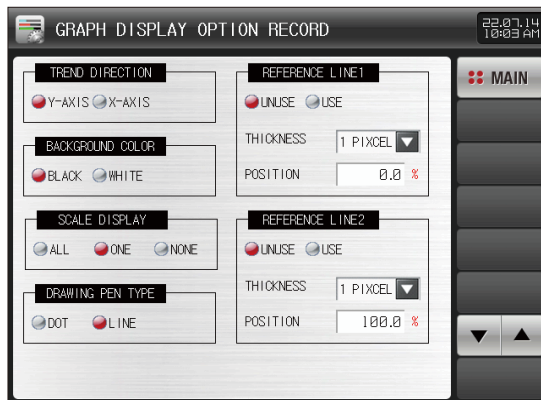 GRAPH DISPLAY OPTION RECORD
22.07.14
10:03 AM
TREND DIRECTION
Y-AXIS X-AXIS
BACKGROUND COLOR
BLACK WHITE
SCALE DISPLAY
ALL ONE NONE
DRAWING PEN TYPE
DOT LINE
REFERENCE LINE1
UNUSE USE
THICKNESS 1 PIXCEL
POSITION 0.0 %
REFERENCE LINE2
UNUSE USE
THICKNESS 1 PIXCEL
POSITION 100.0 %
MAIN